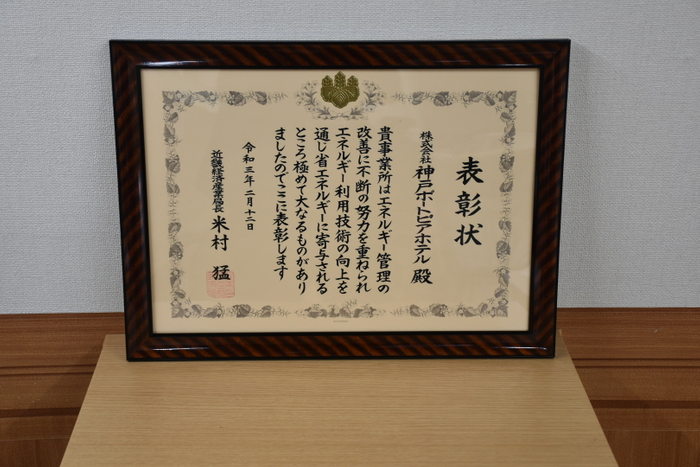 表彰状
株式会社 神戸ポートピアホテル 殿
貴事業所はエネルギー管理の
改善に不断の努力を重ねられ
エネルギー利用技術の向上を
通じ省エネルギーに寄与される
ところ極めて大なるものがあり
ましたのでここに表彰します
令和三年二月十二日
近畿経済産業局長 米村 猛